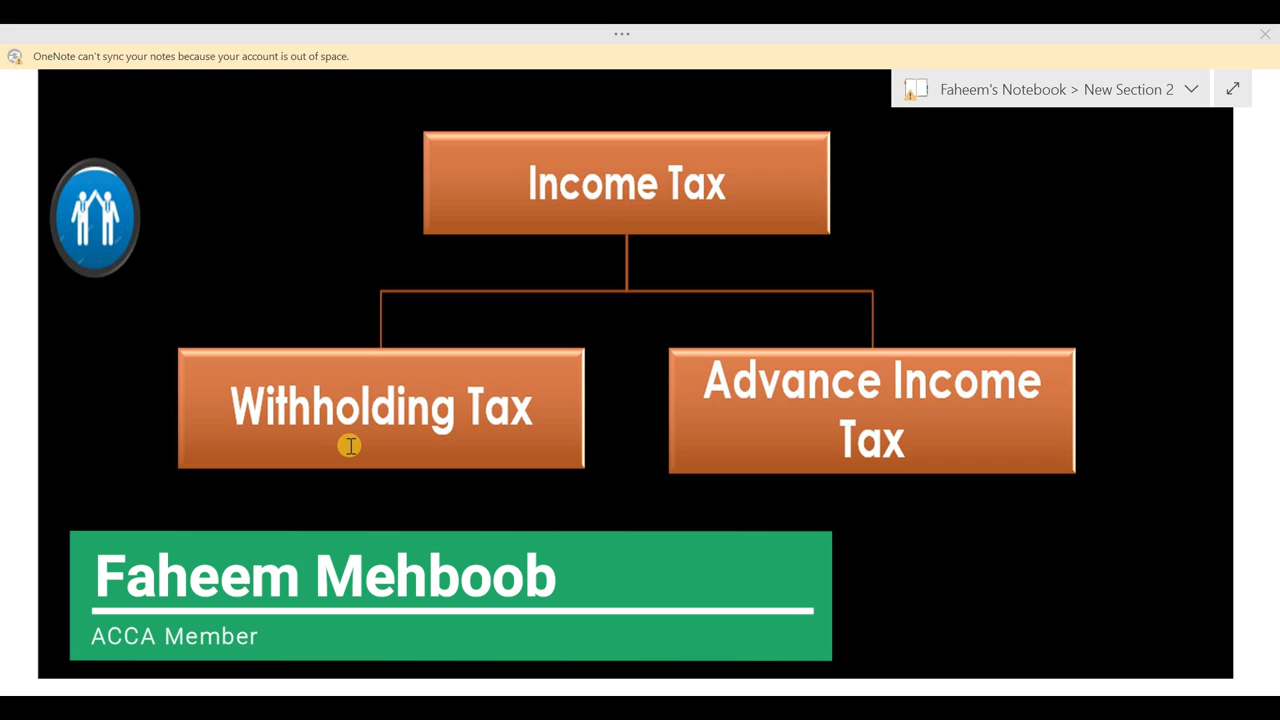 OneNote can't sync your notes because your account is out of space.
Faheem's Notebook > New Section 2
Income Tax
Withholding Tax
Advance Income
Tax
Faheem Mehboob
ACCA Member